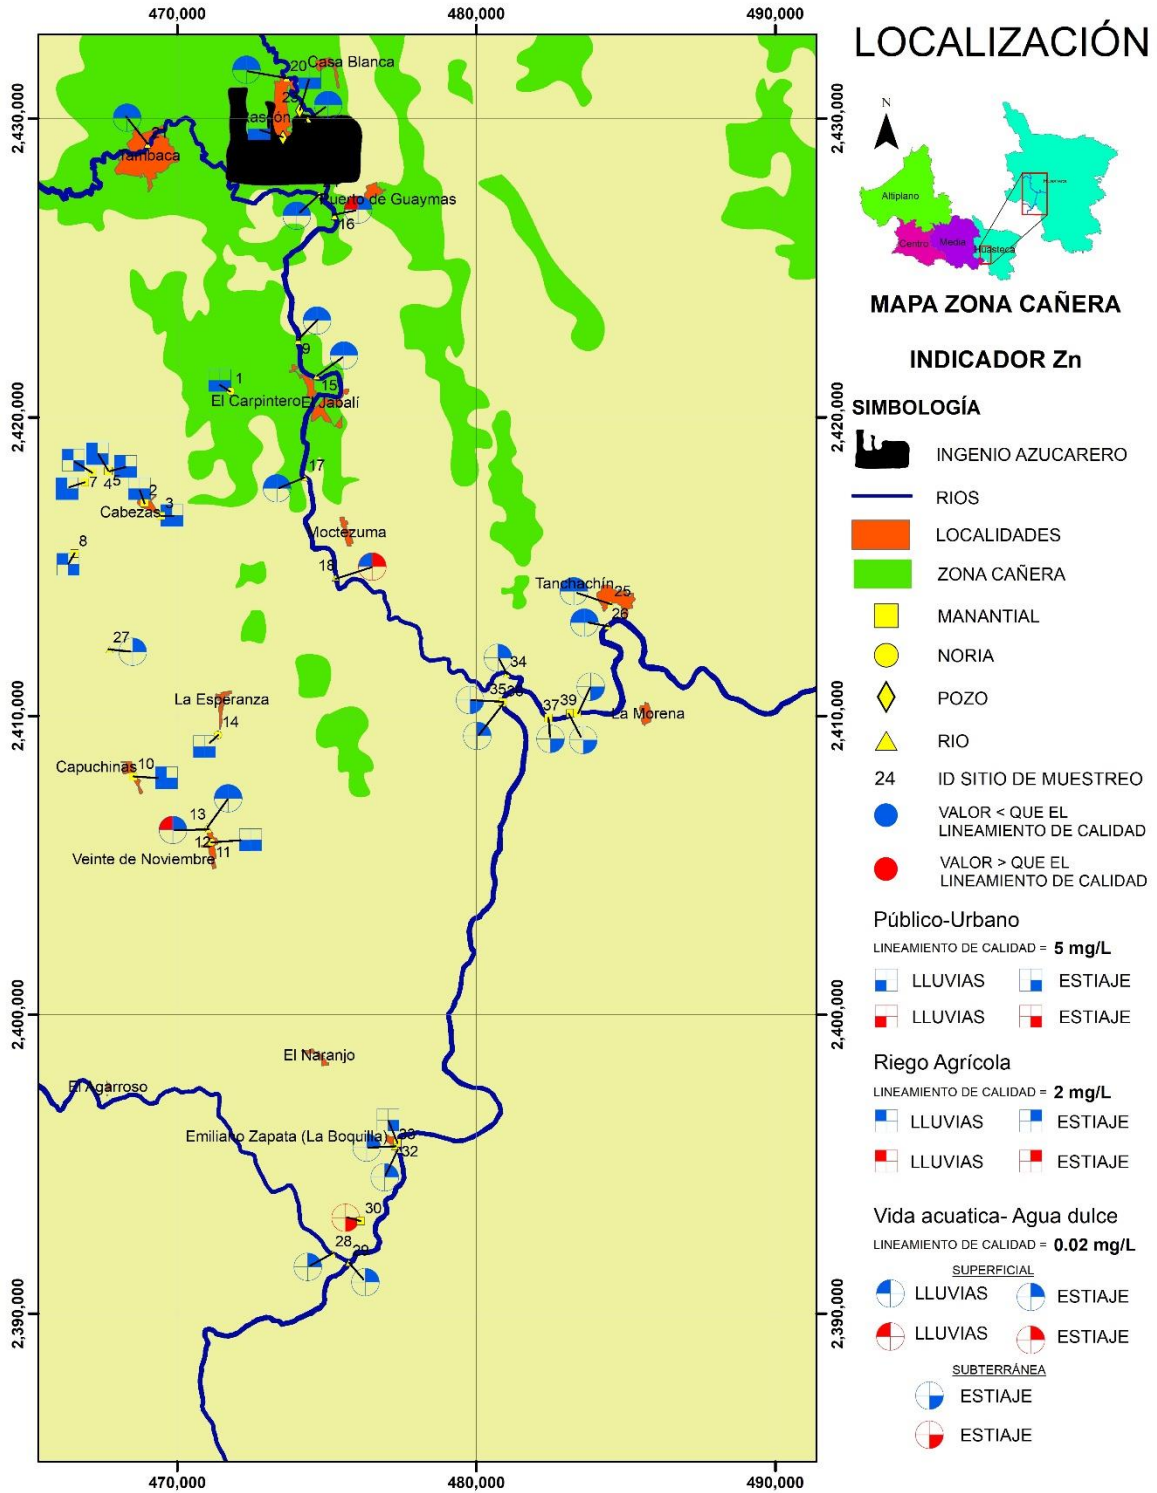 470,000
480,000
490,000
2,430,000
2,420,000
2,410,000
2,400,000
2,390,000
20
Casa Blanca
Tambaca
Puerto de Guaymas
16
9
15
1
El Carpintero
El Jabalí
17
7
4
5
2
3
Cabezas
8
Moctezuma
18
Tanchachín
25
26
27
34
35
37
39
La Morena
La Esperanza
14
Capuchinas
10
13
12
11
Veinte de Noviembre
El Naranjo
El Agarroso
Emiliano Zapata (La Boquilla)
33
32
30
28
29
2,430,000
2,420,000
2,410,000
2,400,000
2,390,000
470,000
480,000
490,000
LOCALIZACIÓN
N
Altiplano
Centro
Media
Huasteca
MAPA ZONA CAÑERA
INDICADOR Zn
SIMBOLOGÍA
INGENIO AZUCARERO
RIOS
LOCALIDADES
ZONA CAÑERA
MANANTIAL
NORIA
POZO
RIO
24 ID SITIO DE MUESTREO
VALOR < QUE EL
LINEAMIENTO DE CALIDAD
VALOR > QUE EL
LINEAMIENTO DE CALIDAD
Público-Urbano
LINEAMIENTO DE CALIDAD = 5 mg/L
LLUVIAS ESTIAJE
LLUVIAS ESTIAJE
Riego Agrícola
LINEAMIENTO DE CALIDAD = 2 mg/L
LLUVIAS ESTIAJE
LLUVIAS ESTIAJE
Vida acuatica- Agua dulce
LINEAMIENTO DE CALIDAD = 0.02 mg/L
SUPERFICIAL
LLUVIAS ESTIAJE
LLUVIAS ESTIAJE
SUBTERRÁNEA
ESTIAJE
ESTIAJE